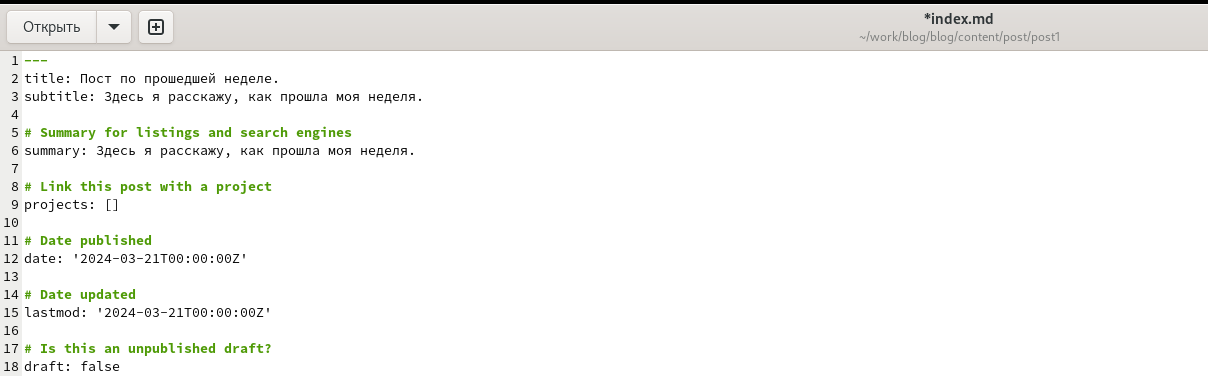 Открыть
*index.md
~/work/blog/blog/content/post/post1
1 ---
2 title: Пост по прошедшей неделе.
3 subtitle: Здесь я расскажу, как прошла моя неделя.
4
5 # Summary for listings and search engines
6 summary: Здесь я расскажу, как прошла моя неделя.
7
8 # Link this post with a project
9 projects: []
10
11 # Date published
12 date: '2024-03-21T00:00:00Z'
13
14 # Date updated
15 lastmod: '2024-03-21T00:00:00Z'
16
17 # Is this an unpublished draft?
18 draft: false